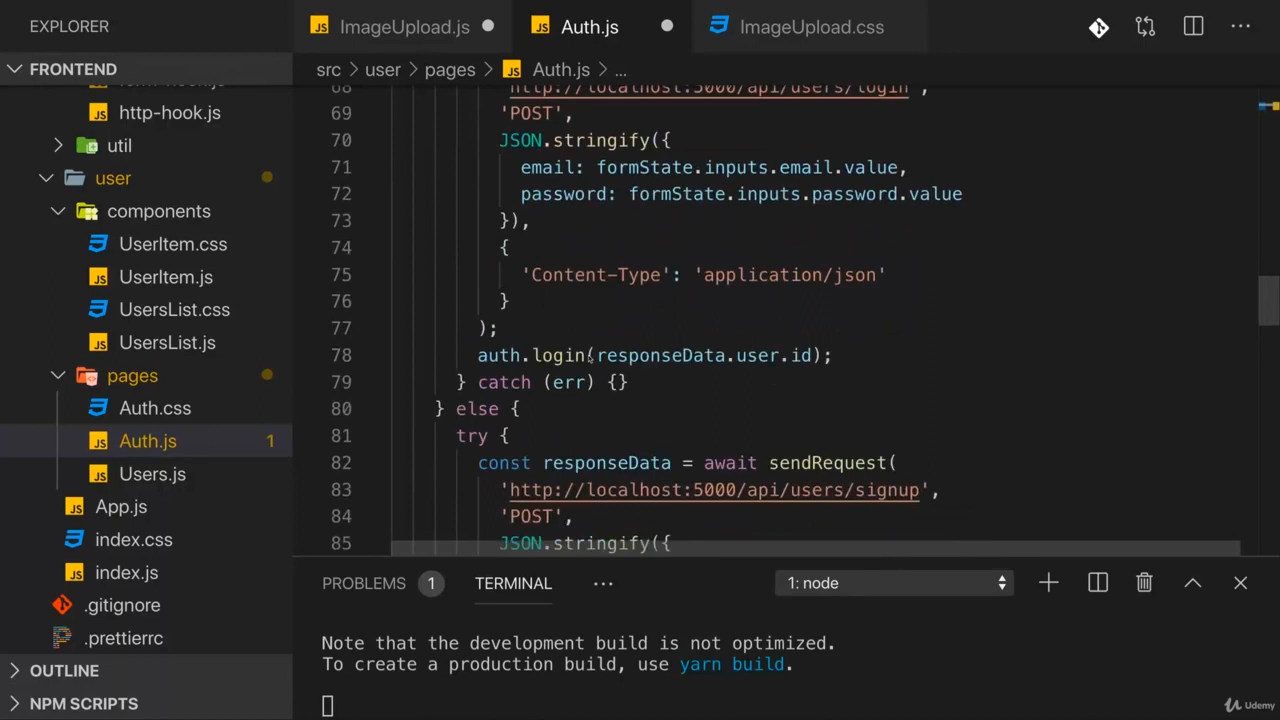 EXPLORER
ImageUpload.js
Auth.js
ImageUpload.css
FRONTEND
src > user > pages > Auth.js > ...
form-hook.js
http-hook.js
util
user
components
UserItem.css
UserItem.js
UsersList.css
UsersList.js
pages
Auth.css
Auth.js 1
Users.js
App.js
index.css
index.js
.gitignore
.prettierrc
OUTLINE
NPM SCRIPTS
68 'http://localhost:5000/api/users/login',
69 'POST',
70 JSON.stringify({
71 email: formState.inputs.email.value,
72 password: formState.inputs.password.value
73 }),
74 {
75 'Content-Type': 'application/json'
76 }
77 );
78 auth.login(responseData.user.id);
79 } catch (err) {}
80 } else {
81 try {
82 const responseData = await sendRequest(
83 'http://localhost:5000/api/users/signup',
84 'POST',
85 JSON.stringify({
PROBLEMS 1 TERMINAL ... 1: node
Note that the development build is not optimized.
To create a production build, use yarn build.
Udemy